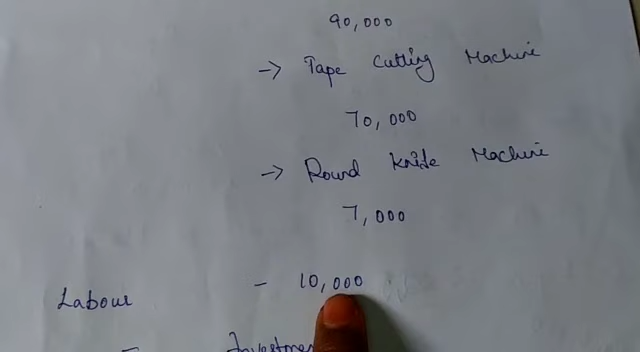 90,000
-> Tape Cutting Machine
70,000
-> Round Knife Machine
7,000
Labour - 10,000
-